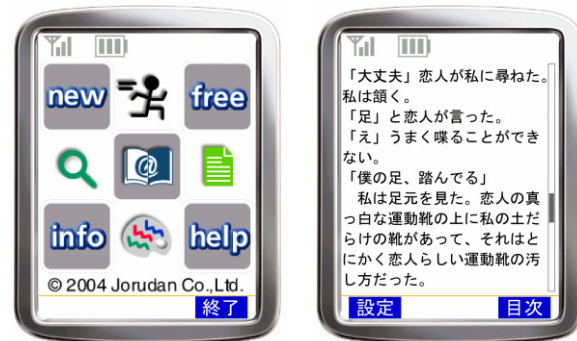 new
free
@
info
help
© 2004 Jorudan Co.,Ltd.
終了
「大丈夫」恋人が私に尋ねた。
私は頷く。
「足」と恋人が言った。
「え」うまく喋ることができ
ない。
「僕の足、踏んでる」
　私は足元を見た。恋人の真
っ白な運動靴の上に私の土だ
らけの靴があって、それはと
にかく恋人らしい運動靴の汚
し方だった。
設定
目次